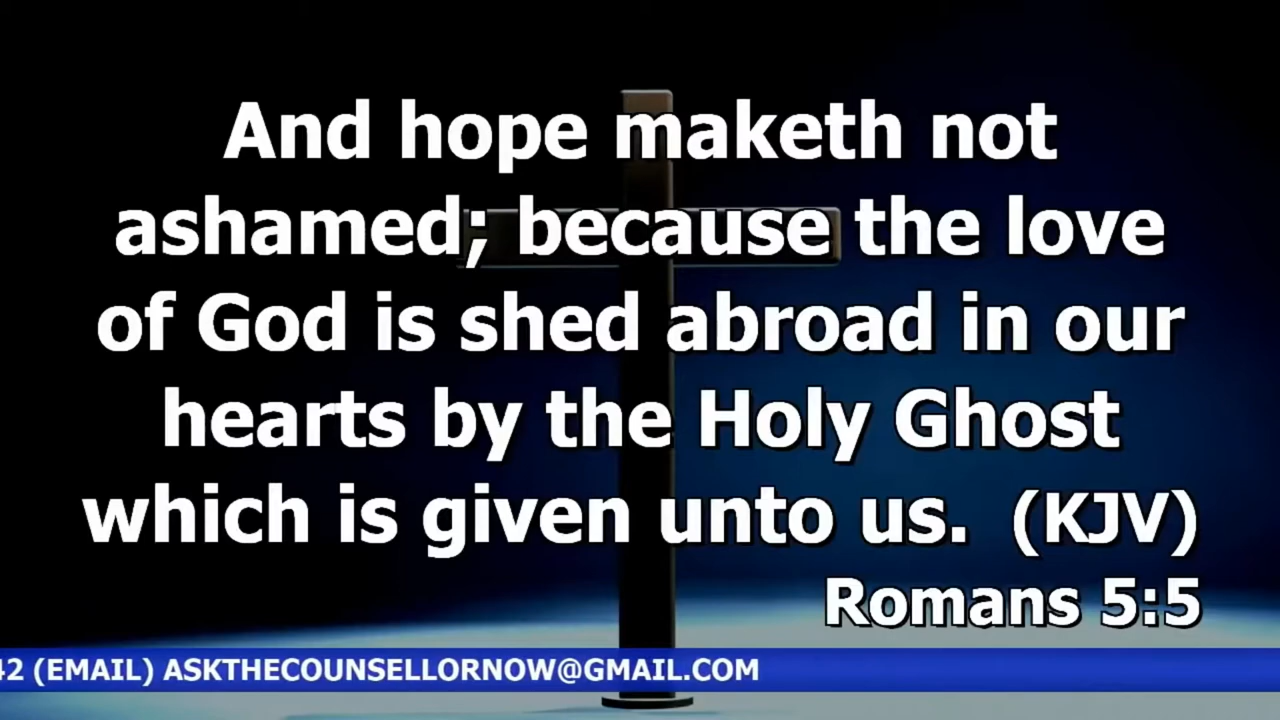 And hope maketh not
ashamed; because the love
of God is shed abroad in our
hearts by the Holy Ghost
which is given unto us. (KJV)
Romans 5:5
42 (EMAIL) ASKTHECOUNSELLORNOW@GMAIL.COM